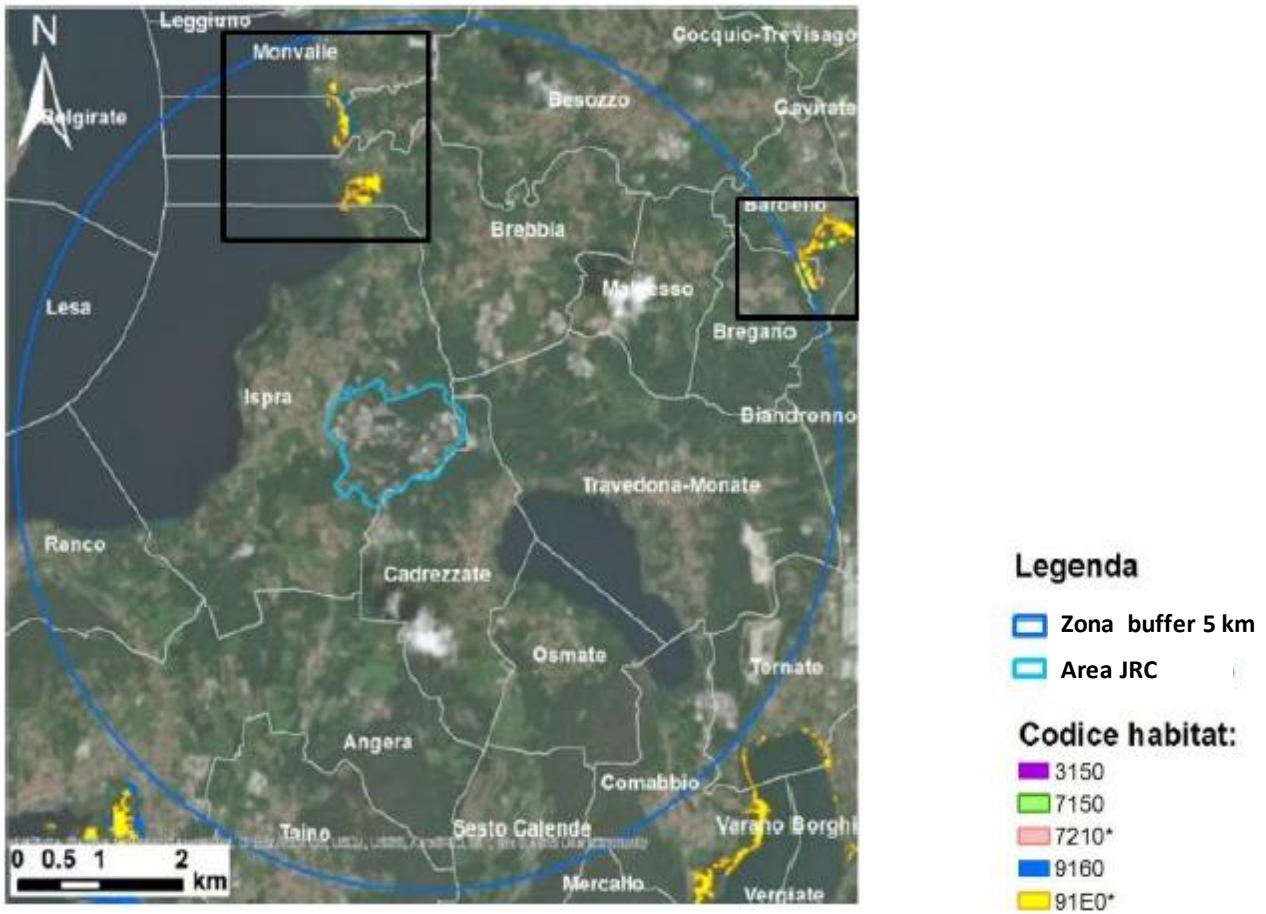 Leggiuno
N
Monvalle
Cocquio-Trevisago
Besozzo
Gavirate
Belgirate
Bardello
Brebbia
Lesa
Malgesso
Bregano
Ispra
Biandronno
Travedona-Monate
Ranco
Cadrezzate
Osmate
Ternate
Angera
Comabbio
Taino
Sesto Calende
Varano Borghi
Mercallo
Vergiate
0 0.5 1 2
km
Legenda
Zona buffer 5 km
Area JRC
Codice habitat:
3150
7150
7210*
9160
91E0*